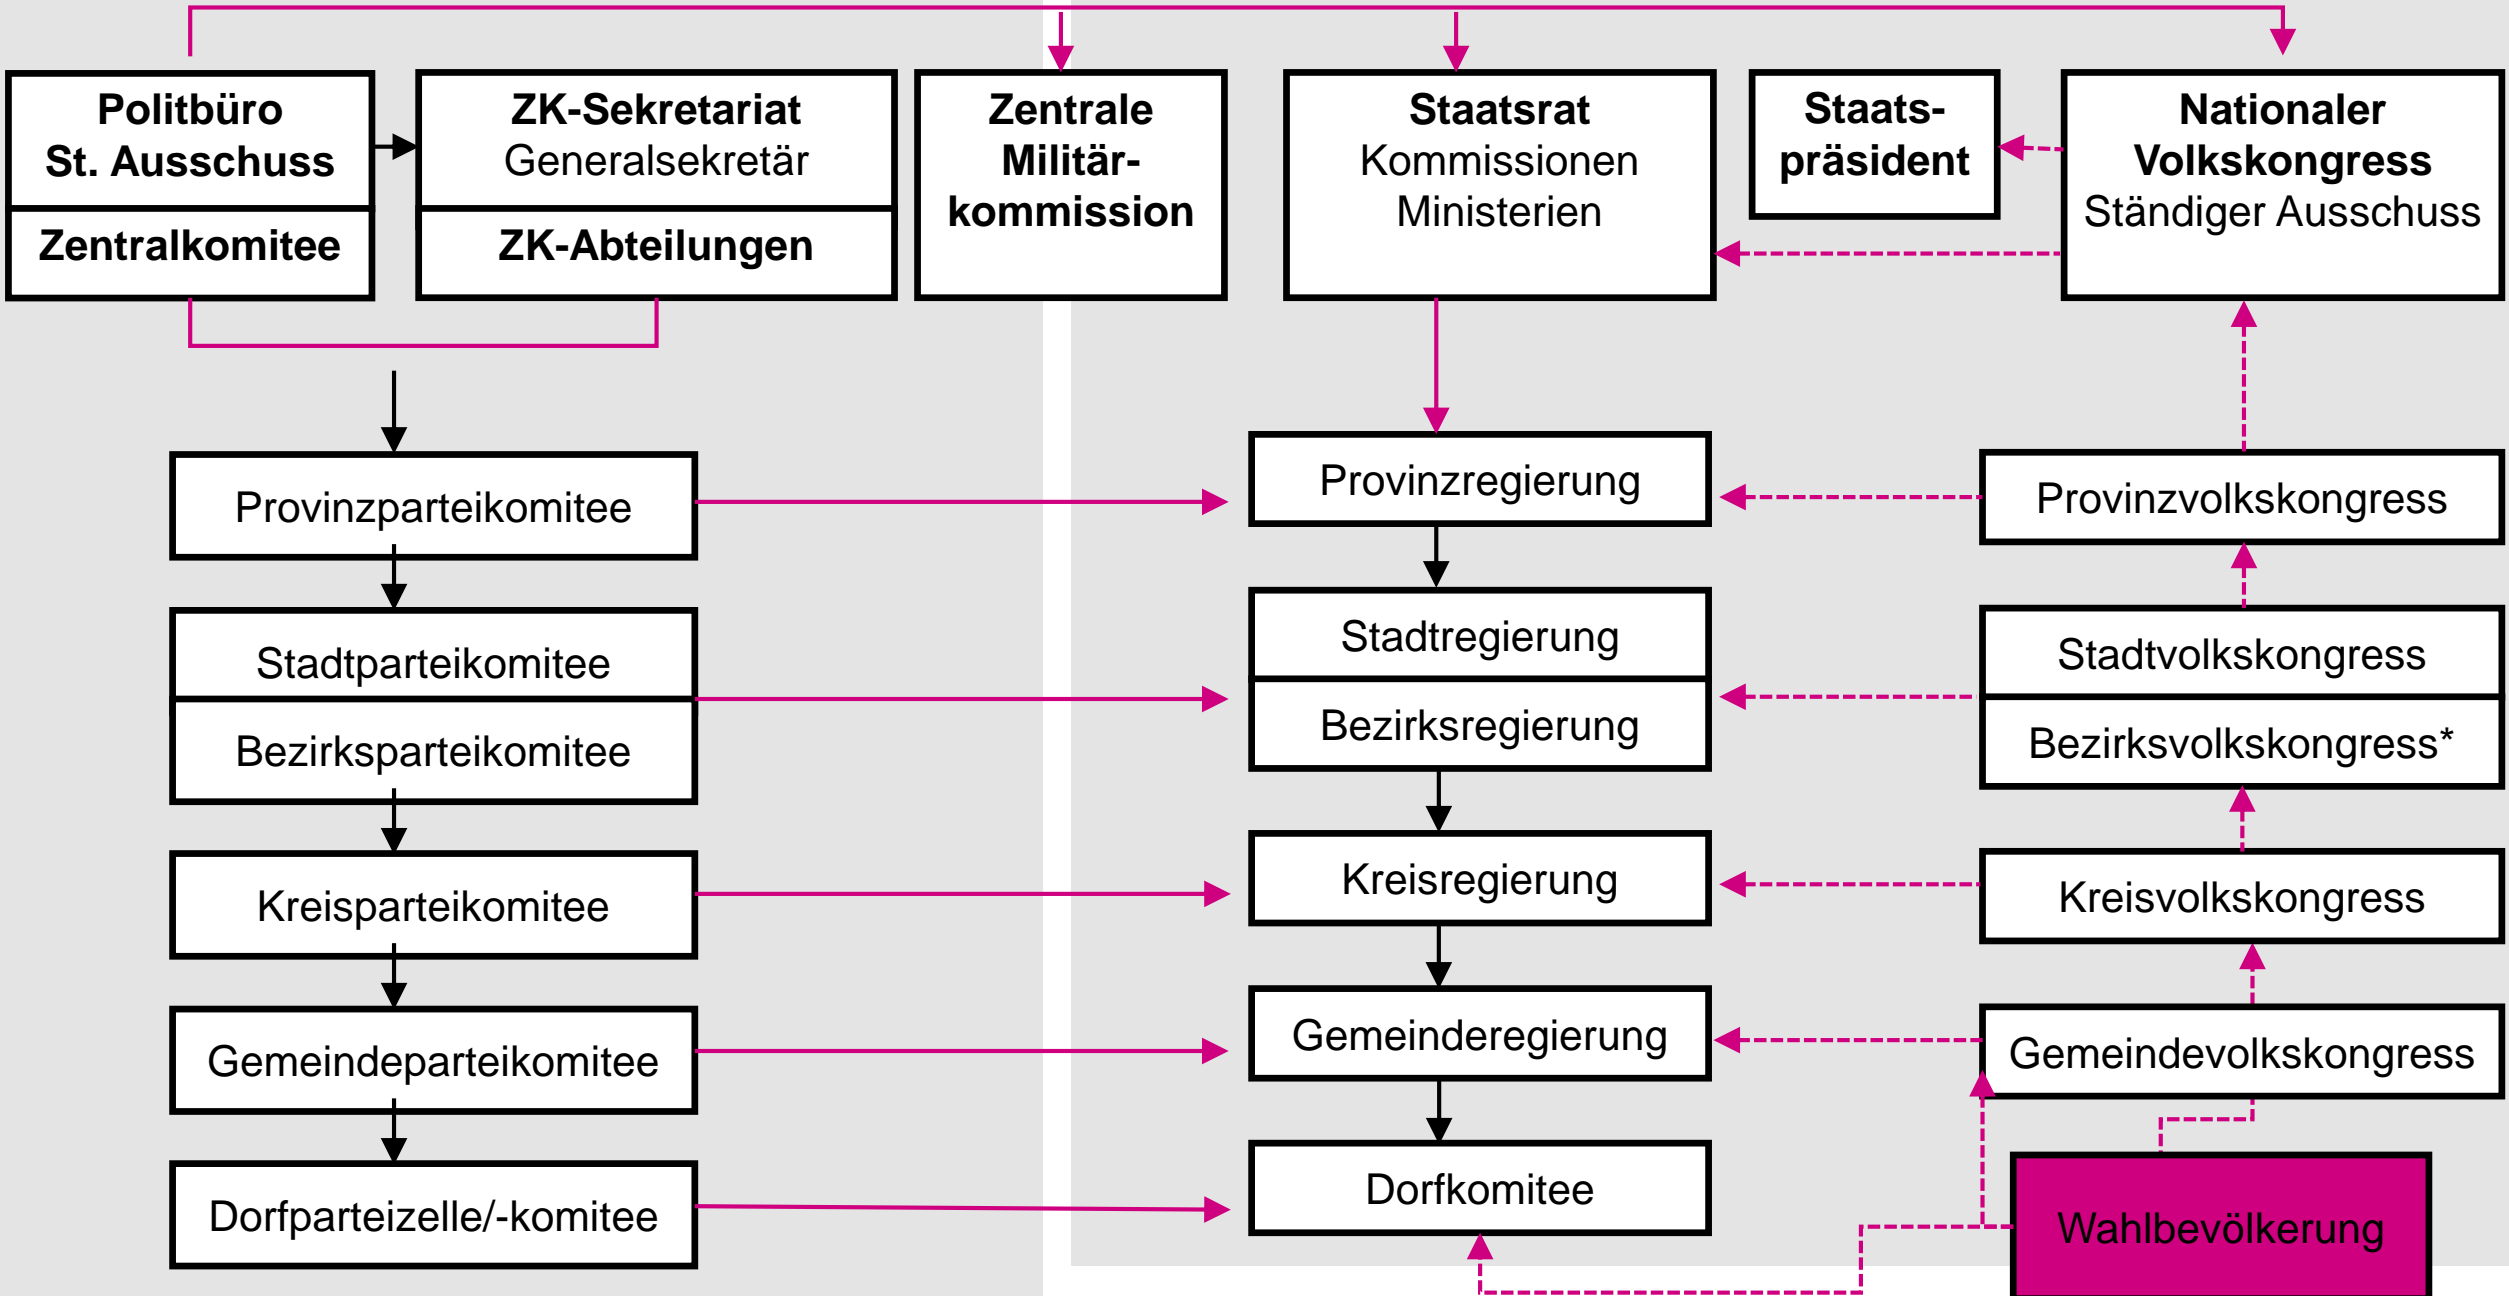 Politbüro
St. Ausschuss
Zentralkomitee
ZK-Sekretariat
Generalsekretär
ZK-Abteilungen
Zentrale
Militär-
kommission
Staatsrat
Kommissionen
Ministerien
Staats-
präsident
Nationaler
Volkskongress
Ständiger Ausschuss
Provinzparteikomitee
Provinzregierung
Provinzvolkskongress
Stadtparteikomitee
Bezirksparteikomitee
Stadtregierung
Bezirksregierung
Stadtvolkskongress
Bezirksvolkskongress*
Kreisparteikomitee
Kreisregierung
Kreisvolkskongress
Gemeindeparteikomitee
Gemeinderegierung
Gemeindevolkskongress
Dorfparteizelle/-komitee
Dorfkomitee
Wahlbevölkerung